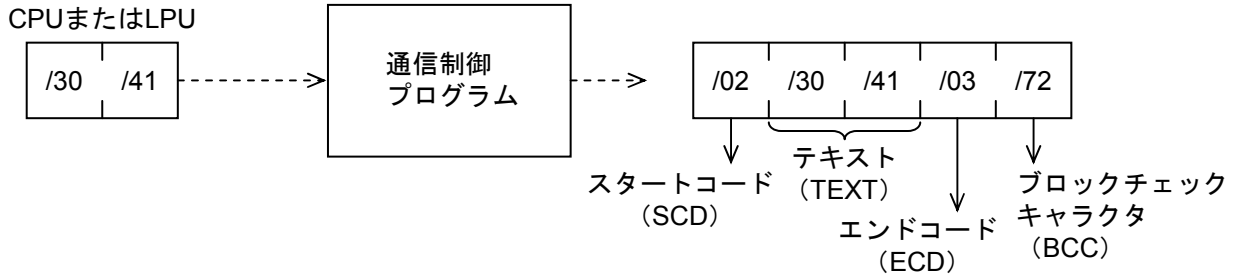 CPUまたはLPU
/30 /41
通信制御
プログラム
/02 /30 /41 /03 /72
スタートコード
（SCD）
テキスト
（TEXT）
エンドコード
（ECD）
ブロックチェック
キャラクタ
（BCC）